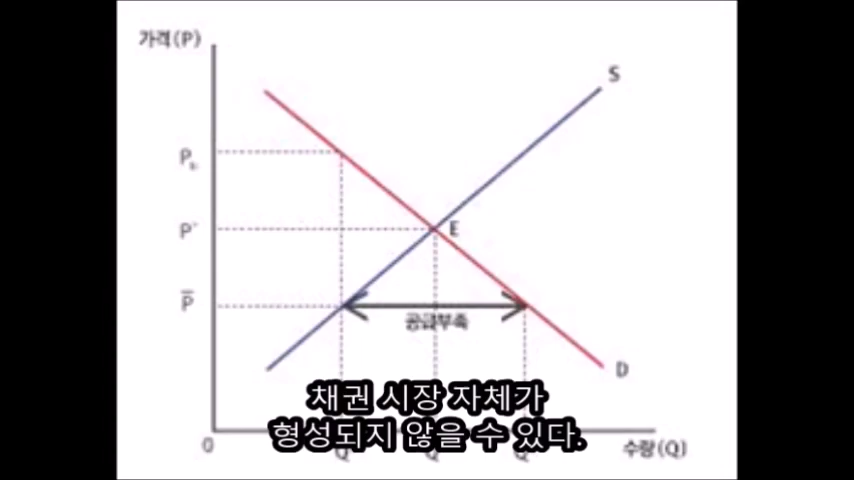 가격(P)
S
P
P*
E
P̅
공급부족
D
채권 시장 자체가
형성되지 않을 수 있다.
0
Q
Q
Q
수량(Q)